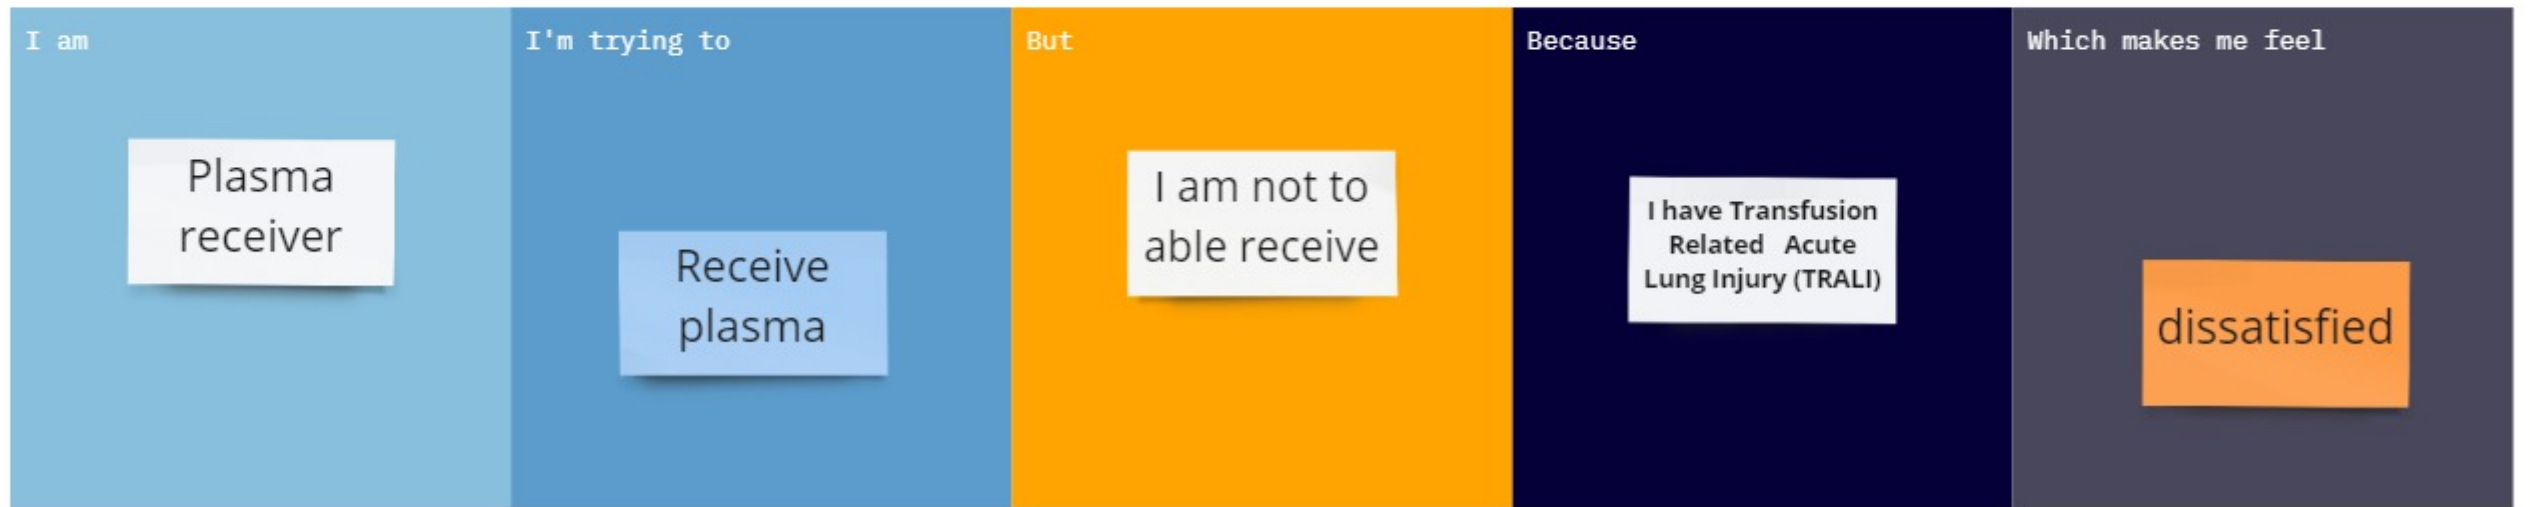 I am
Plasma
receiver
I'm trying to
Receive
plasma
But
I am not to
able receive
Because
I have Transfusion
Related Acute
Lung Injury (TRALI)
Which makes me feel
dissatisfied